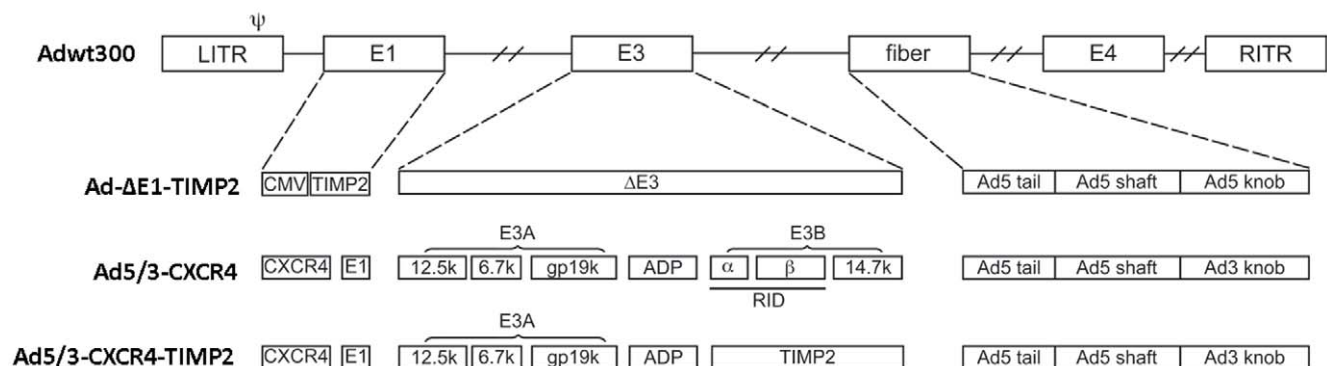 ψ
Adwt300 LITR E1 E3 fiber E4 RITR
Ad-ΔE1-TIMP2 CMV TIMP2 ΔE3 Ad5 tail Ad5 shaft Ad5 knob
E3A E3B
Ad5/3-CXCR4 CXCR4 E1 12.5k 6.7k gp19k ADP α β 14.7k Ad5 tail Ad5 shaft Ad3 knob
RID
E3A
Ad5/3-CXCR4-TIMP2 CXCR4 E1 12.5k 6.7k gp19k ADP TIMP2 Ad5 tail Ad5 shaft Ad3 knob